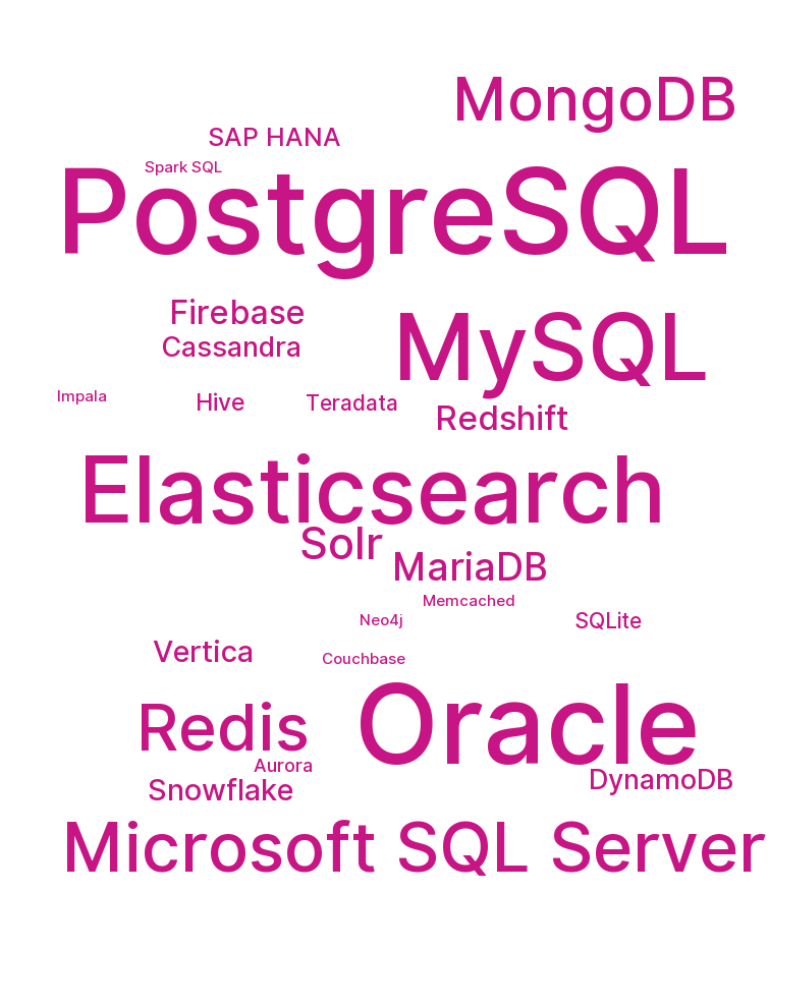 MongoDB
SAP HANA
Spark SQL
PostgreSQL
Firebase
MySQL
Cassandra
Impala
Hive
Teradata
Redshift
Elasticsearch
Solr
MariaDB
Memcached
Neo4j
SQLite
Vertica
Couchbase
Redis
Oracle
Aurora
DynamoDB
Snowflake
Microsoft SQL Server